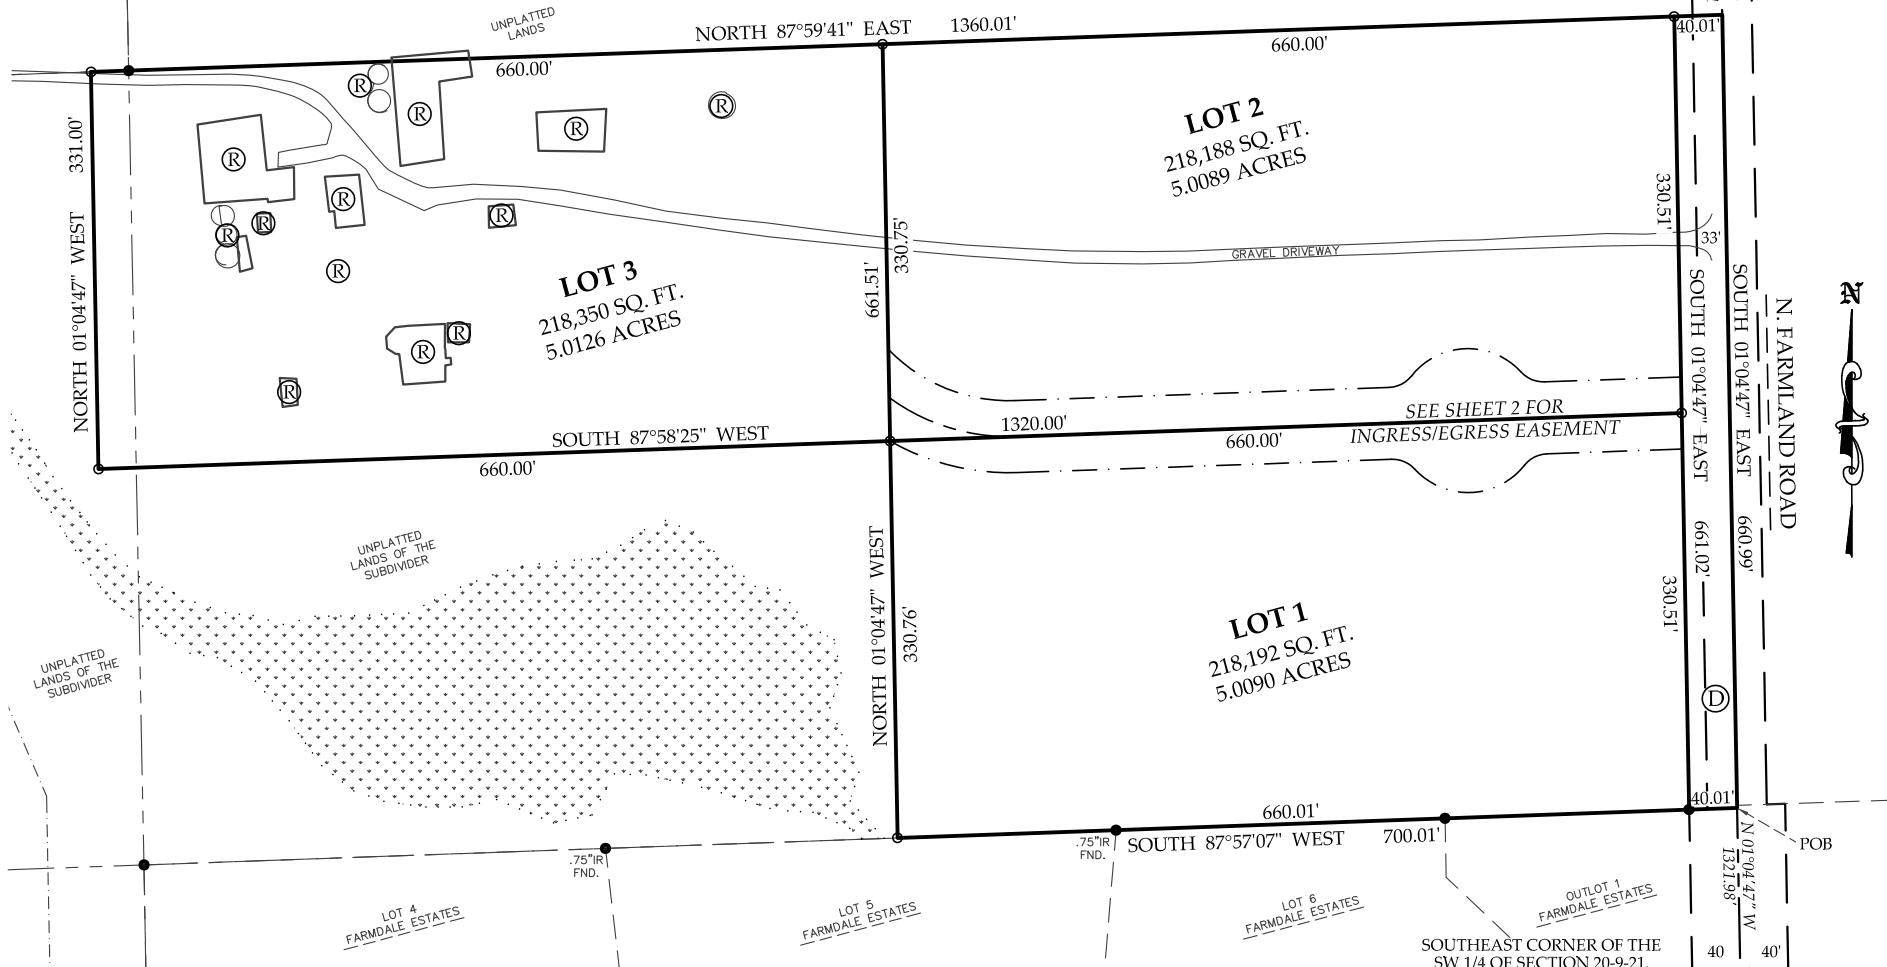 UNPLATTED
LANDS
NORTH 87°59'41" EAST 1360.01'
660.00'
660.00'
40.01'
331.00'
NORTH 01°04'47" WEST
R
R
R
R
R
R
R
R
R
R
R
R
R
LOT 3
218,350 SQ. FT.
5.0126 ACRES
LOT 2
218,188 SQ. FT.
5.0089 ACRES
330.75'
661.51'
330.51'
33'
GRAVEL DRIVEWAY
SOUTH 01°04'47" EAST
661.02'
SOUTH 01°04'47" EAST
660.99'
N. FARMLAND ROAD
N
SOUTH 87°58'25" WEST
1320.00'
660.00'
660.00'
SEE SHEET 2 FOR
INGRESS/EGRESS EASEMENT
UNPLATTED
LANDS OF THE
SUBDIVIDER
UNPLATTED
LANDS OF THE
SUBDIVIDER
NORTH 01°04'47" WEST
330.76'
LOT 1
218,192 SQ. FT.
5.0090 ACRES
330.51'
D
40.01'
660.01'
SOUTH 87°57'07" WEST 700.01'
.75"IR
FND.
.75"IR
FND.
POB
N 01°04'47" W
1321.98'
LOT 4
FARMDALE ESTATES
LOT 5
FARMDALE ESTATES
LOT 6
FARMDALE ESTATES
OUTLOT 1
FARMDALE ESTATES
SOUTHEAST CORNER OF THE
SW 1/4 OF SECTION 20-9-21.
40
40'